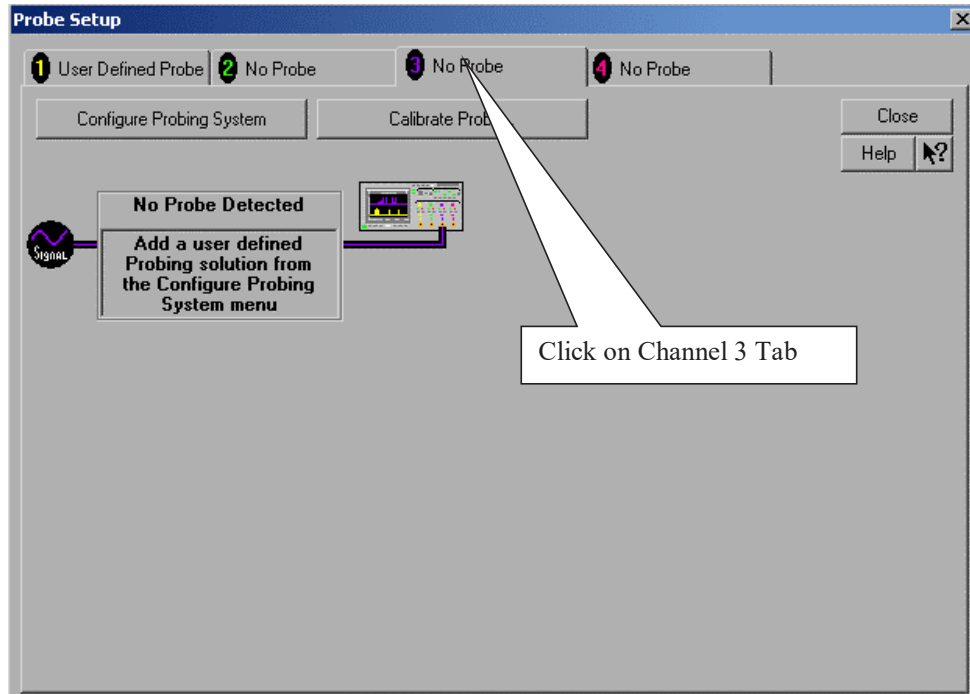 Probe Setup
1 User Defined Probe 2 No Probe 3 No Probe 4 No Probe
Configure Probing System Calibrate Close
Help ?
No Probe Detected
Add a user defined
Probing solution from
the Configure Probing
System menu
Signal
Click on Channel 3 Tab